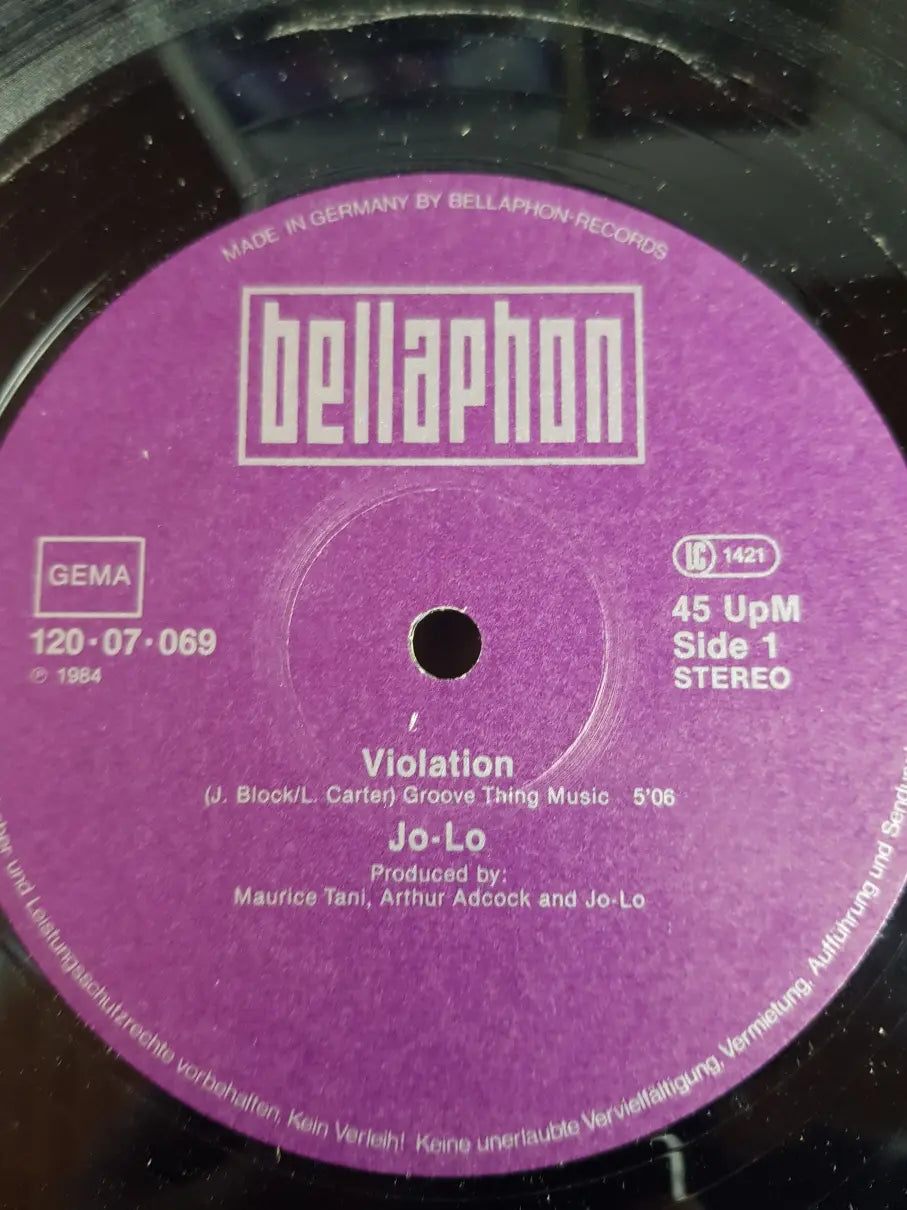 MADE IN GERMANY BY BELLAPHON-RECORDS
bellaphon
GEMA
120·07·069
℗ 1984
LC 1421
45 UpM
Side 1
STEREO
Violation
(J. Block/L. Carter) Groove Thing Music 5'06
Jo-Lo
Produced by:
Maurice Tani, Arthur Adcock and Jo-Lo
und Leistungsschutzrechte vorbehalten, Kein Verleih! Keine unerlaubte Vervielfältigung, Vermietung, Aufführung und